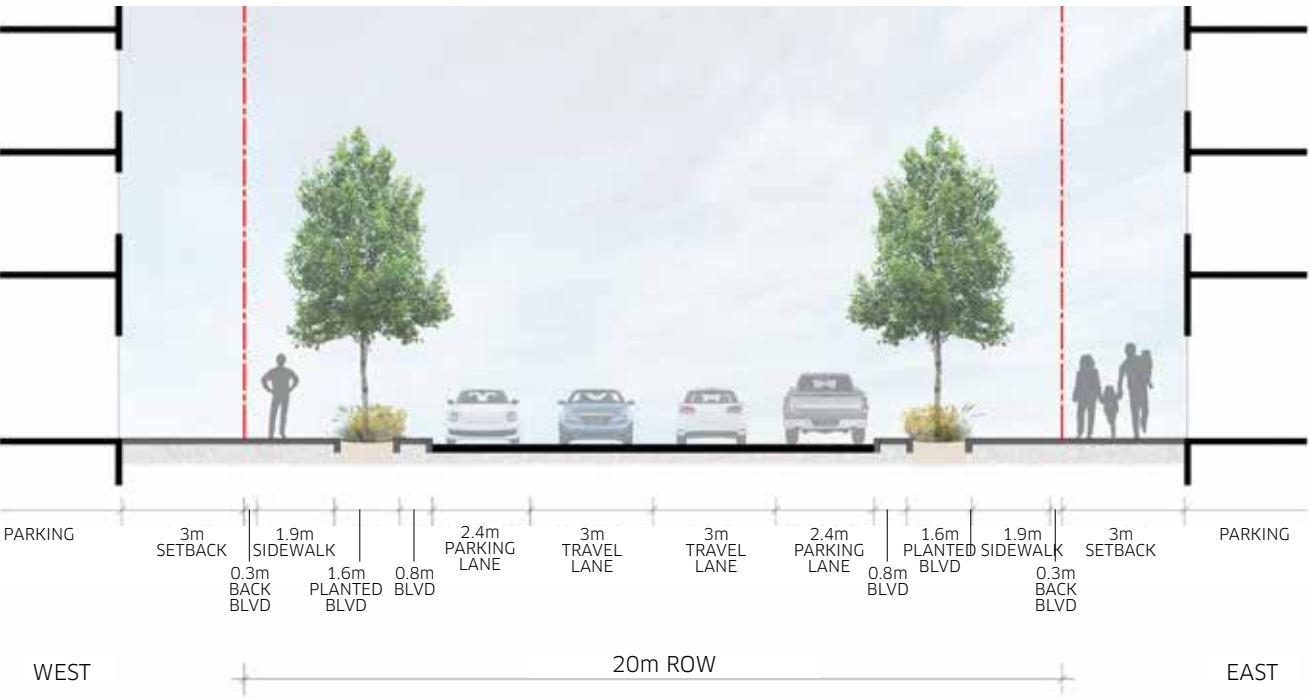 PARKING
3m
SETBACK
0.3m
BACK
BLVD
1.9m
SIDEWALK
1.6m
PLANTED
BLVD
0.8m
BLVD
2.4m
PARKING
LANE
3m
TRAVEL
LANE
3m
TRAVEL
LANE
2.4m
PARKING
LANE
0.8m
BLVD
1.6m
PLANTED
BLVD
1.9m
SIDEWALK
0.3m
BACK
BLVD
3m
SETBACK
PARKING
WEST
20m ROW
EAST